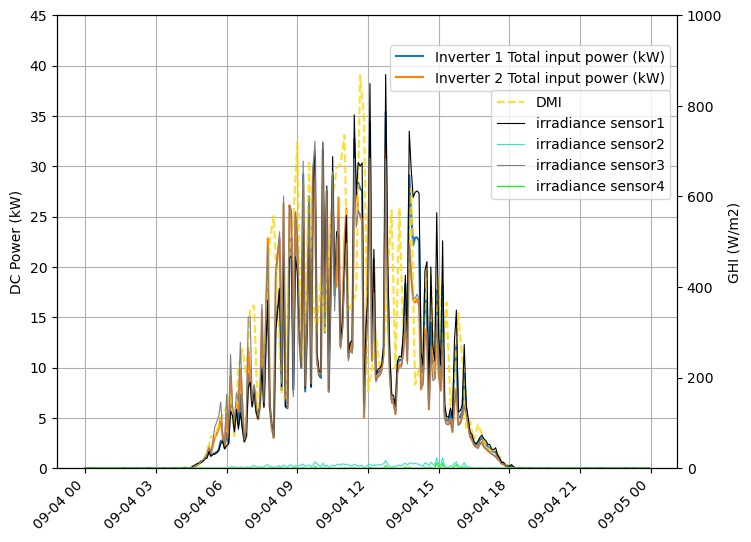 45
40
35
30
25
20
15
10
5
0
DC Power (kW)
1000
800
600
400
200
0
GHI (W/m2)
Inverter 1 Total input power (kW)
Inverter 2 Total input power (kW)
DMI
irradiance sensor1
irradiance sensor2
irradiance sensor3
irradiance sensor4
09-04 00
09-04 03
09-04 06
09-04 09
09-04 12
09-04 15
09-04 18
09-04 21
09-05 00